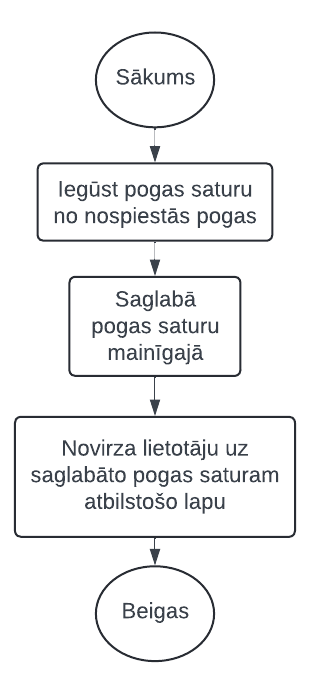 Sākums
Iegūst pogas saturu
no nospiestās pogas
Saglabā
pogas saturu
mainīgajā
Novirza lietotāju uz
saglabāto pogas saturam
atbilstošo lapu
Beigas